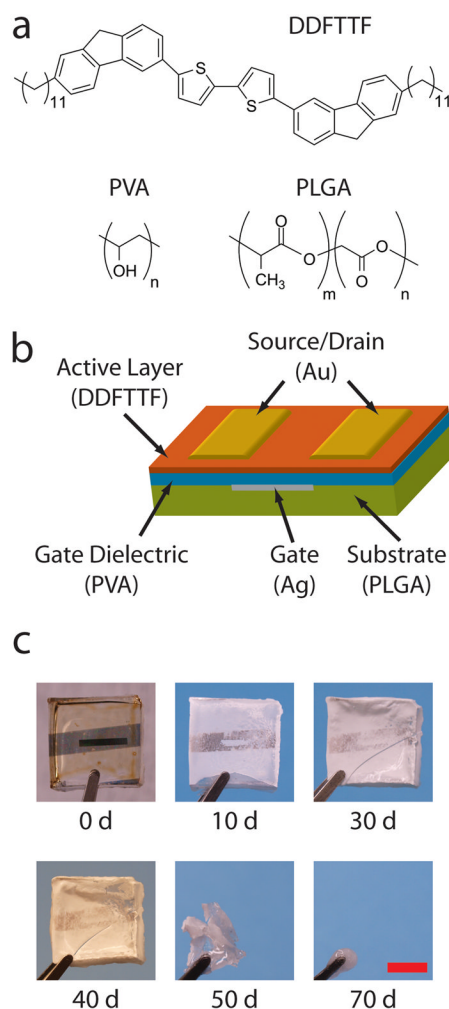 a
DDFTTF
S
S
11
11
PVA
PLGA
OH
n
O
O
CH3
m
O
O
n
b
Source/Drain
(Au)
Active Layer
(DDFTTF)
Gate Dielectric
(PVA)
Gate
(Ag)
Substrate
(PLGA)
c
0 d
10 d
30 d
40 d
50 d
70 d